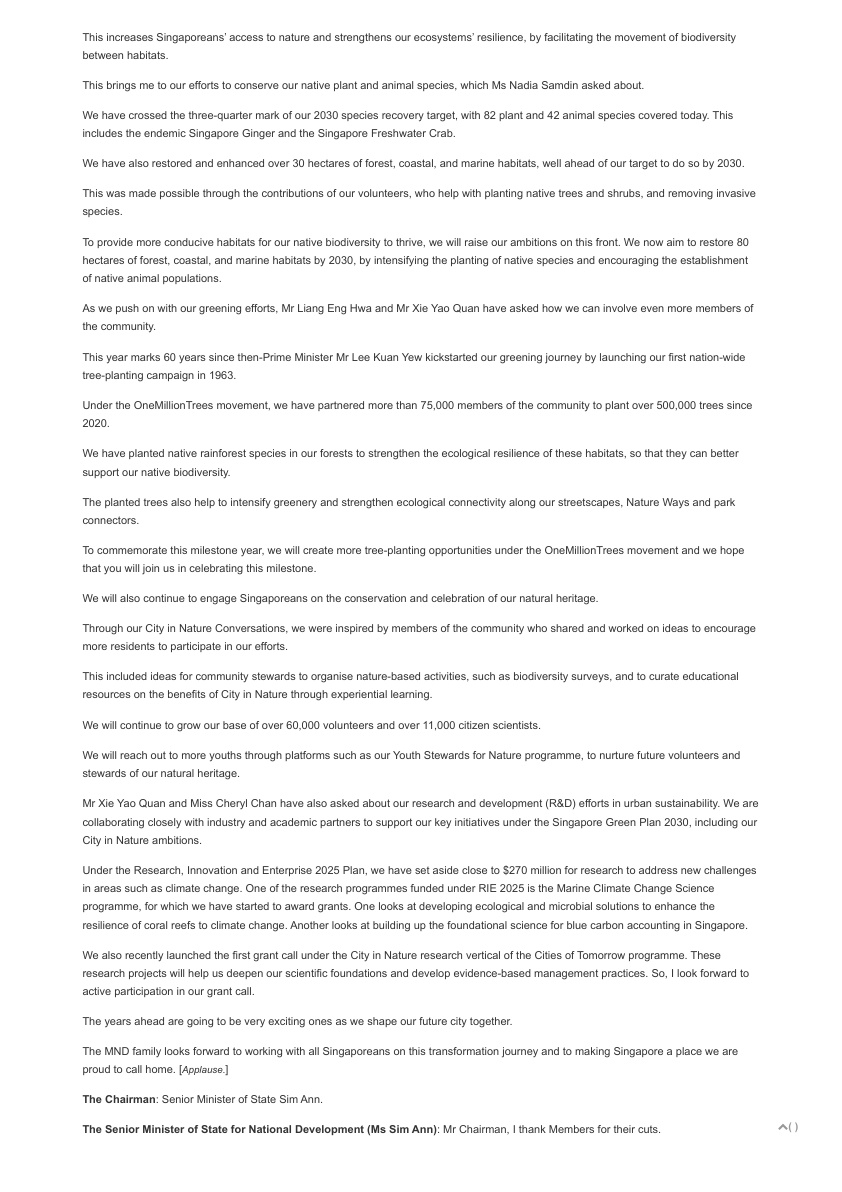 This increases Singaporeans’ access to nature and strengthens our ecosystems’ resilience, by facilitating the movement of biodiversity
between habitats.
This brings me to our efforts to conserve our native plant and animal species, which Ms Nadia Samdin asked about.
We have crossed the three-quarter mark of our 2030 species recovery target, with 82 plant and 42 animal species covered today. This
includes the endemic Singapore Ginger and the Singapore Freshwater Crab.
We have also restored and enhanced over 30 hectares of forest, coastal, and marine habitats, well ahead of our target to do so by 2030.
This was made possible through the contributions of our volunteers, who help with planting native trees and shrubs, and removing invasive
species.
To provide more conducive habitats for our native biodiversity to thrive, we will raise our ambitions on this front. We now aim to restore 80
hectares of forest, coastal, and marine habitats by 2030, by intensifying the planting of native species and encouraging the establishment
of native animal populations.
As we push on with our greening efforts, Mr Liang Eng Hwa and Mr Xie Yao Quan have asked how we can involve even more members of
the community.
This year marks 60 years since then-Prime Minister Mr Lee Kuan Yew kickstarted our greening journey by launching our first nation-wide
tree-planting campaign in 1963.
Under the OneMillionTrees movement, we have partnered more than 75,000 members of the community to plant over 500,000 trees since
2020.
We have planted native rainforest species in our forests to strengthen the ecological resilience of these habitats, so that they can better
support our native biodiversity.
The planted trees also help to intensify greenery and strengthen ecological connectivity along our streetscapes, Nature Ways and park
connectors.
To commemorate this milestone year, we will create more tree-planting opportunities under the OneMillionTrees movement and we hope
that you will join us in celebrating this milestone.
We will also continue to engage Singaporeans on the conservation and celebration of our natural heritage.
Through our City in Nature Conversations, we were inspired by members of the community who shared and worked on ideas to encourage
more residents to participate in our efforts.
This included ideas for community stewards to organise nature-based activities, such as biodiversity surveys, and to curate educational
resources on the benefits of City in Nature through experiential learning.
We will continue to grow our base of over 60,000 volunteers and over 11,000 citizen scientists.
We will reach out to more youths through platforms such as our Youth Stewards for Nature programme, to nurture future volunteers and
stewards of our natural heritage.
Mr Xie Yao Quan and Miss Cheryl Chan have also asked about our research and development (R&D) efforts in urban sustainability. We are
collaborating closely with industry and academic partners to support our key initiatives under the Singapore Green Plan 2030, including our
City in Nature ambitions.
Under the Research, Innovation and Enterprise 2025 Plan, we have set aside close to $270 million for research to address new challenges
in areas such as climate change. One of the research programmes funded under RIE 2025 is the Marine Climate Change Science
programme, for which we have started to award grants. One looks at developing ecological and microbial solutions to enhance the
resilience of coral reefs to climate change. Another looks at building up the foundational science for blue carbon accounting in Singapore.
We also recently launched the first grant call under the City in Nature research vertical of the Cities of Tomorrow programme. These
research projects will help us deepen our scientific foundations and develop evidence-based management practices. So, I look forward to
active participation in our grant call.
The years ahead are going to be very exciting ones as we shape our future city together.
The MND family looks forward to working with all Singaporeans on this transformation journey and to making Singapore a place we are
proud to call home. [Applause.]
The Chairman: Senior Minister of State Sim Ann.
The Senior Minister of State for National Development (Ms Sim Ann): Mr Chairman, I thank Members for their cuts.
( )